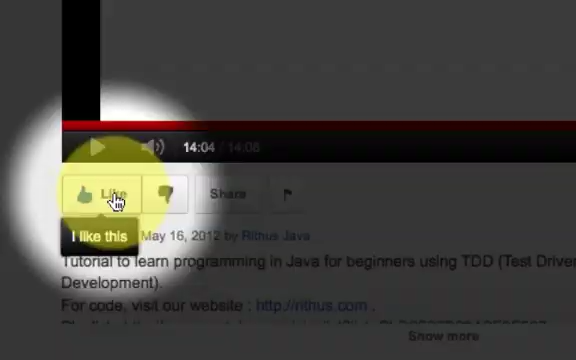 14:04 / 14:08
Like
Share
I like this
May 16, 2012 by Rithus Java
Tutorial to learn programming in Java for beginners using TDD (Test Driven
Development).
For code, visit our website : http://rithus.com .
Show more